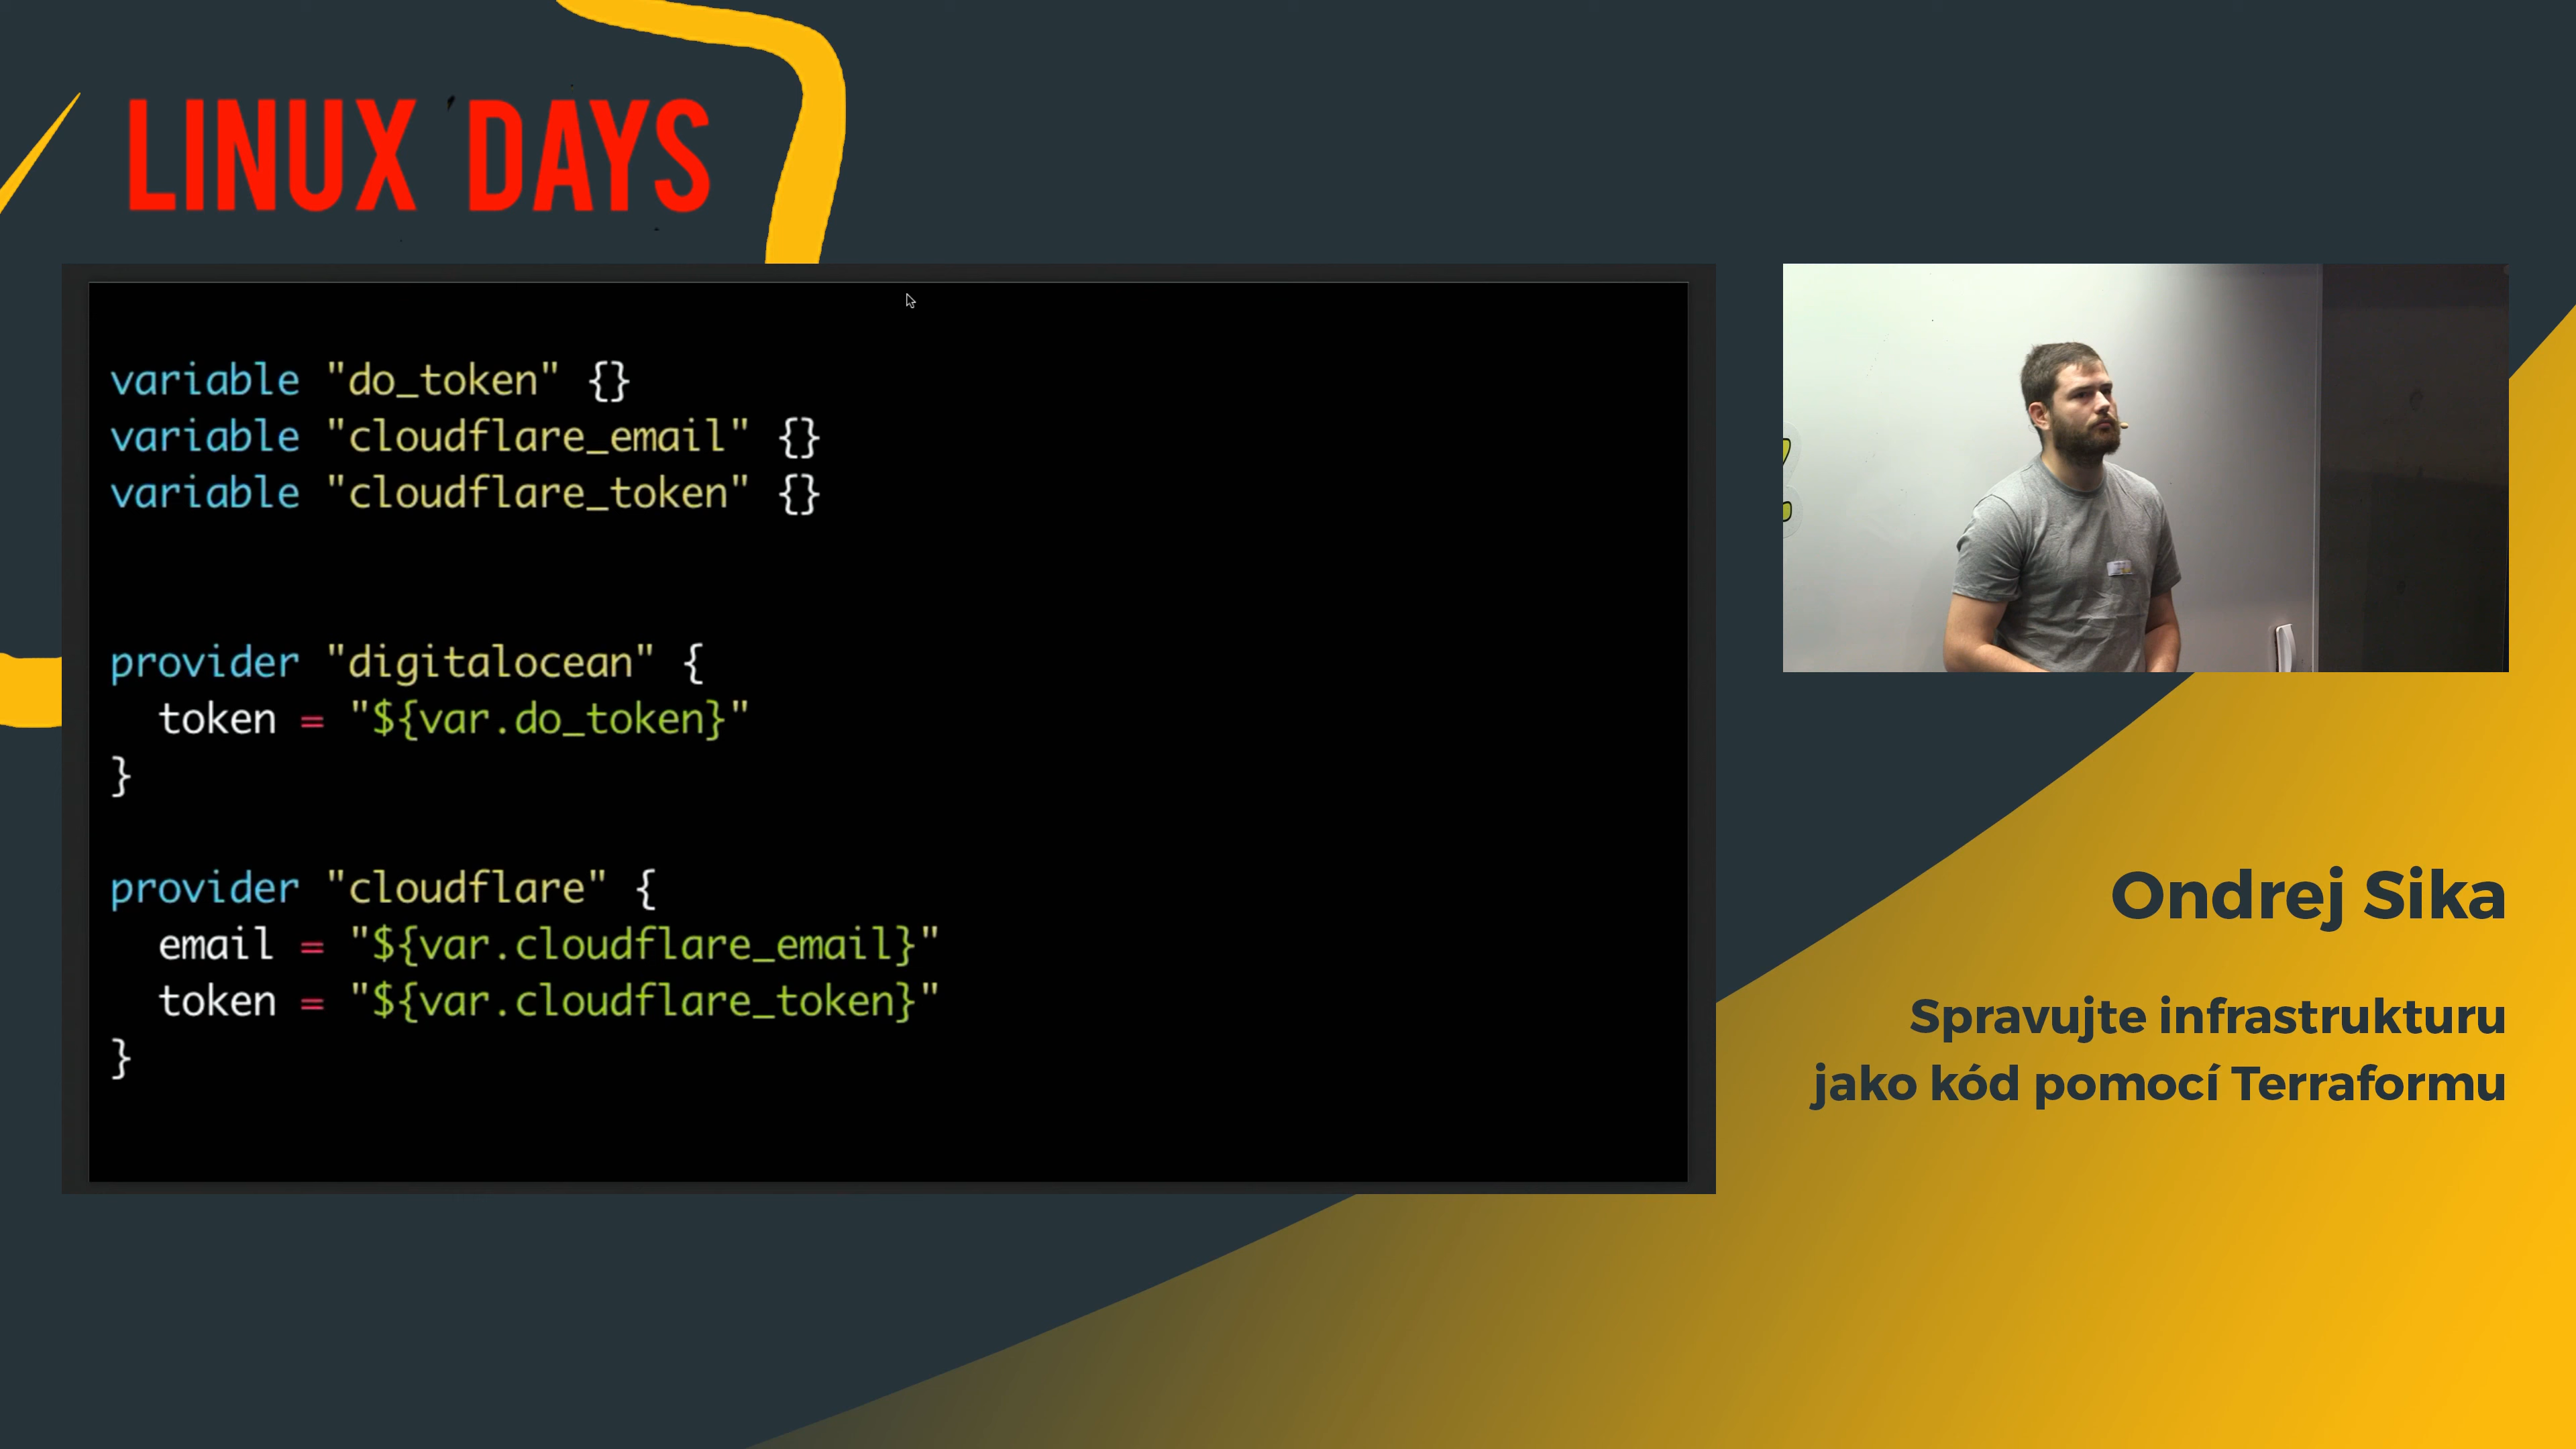 LINUX DAYS
variable "do_token" {}
variable "cloudflare_email" {}
variable "cloudflare_token" {}
provider "digitalocean" {
  token = "${var.do_token}"
}
provider "cloudflare" {
  email = "${var.cloudflare_email}"
  token = "${var.cloudflare_token}"
}
Ondrej Sika
Spravujte infrastrukturu
jako kód pomocí Terraformu